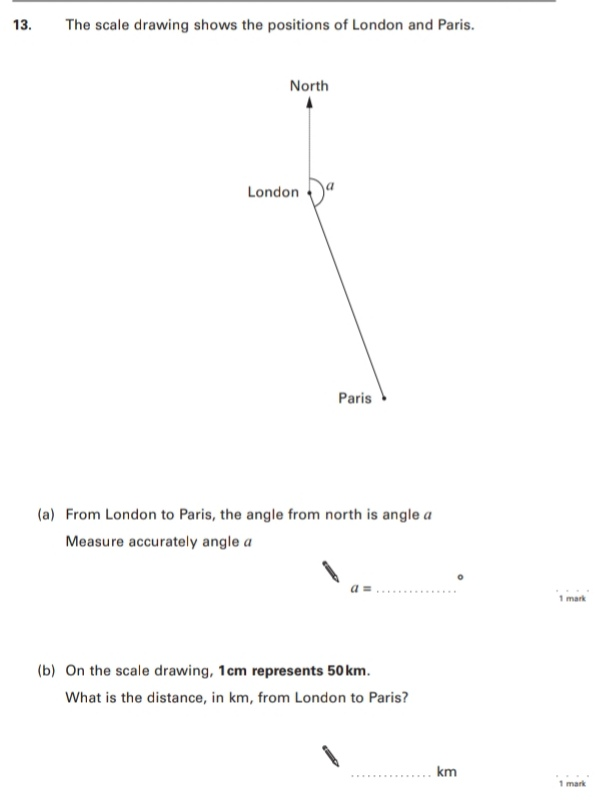 13. The scale drawing shows the positions of London and Paris.
North
London
a
Paris
(a) From London to Paris, the angle from north is angle a
Measure accurately angle a
a = ............... °
1 mark
(b) On the scale drawing, 1cm represents 50km.
What is the distance, in km, from London to Paris?
............... km
1 mark